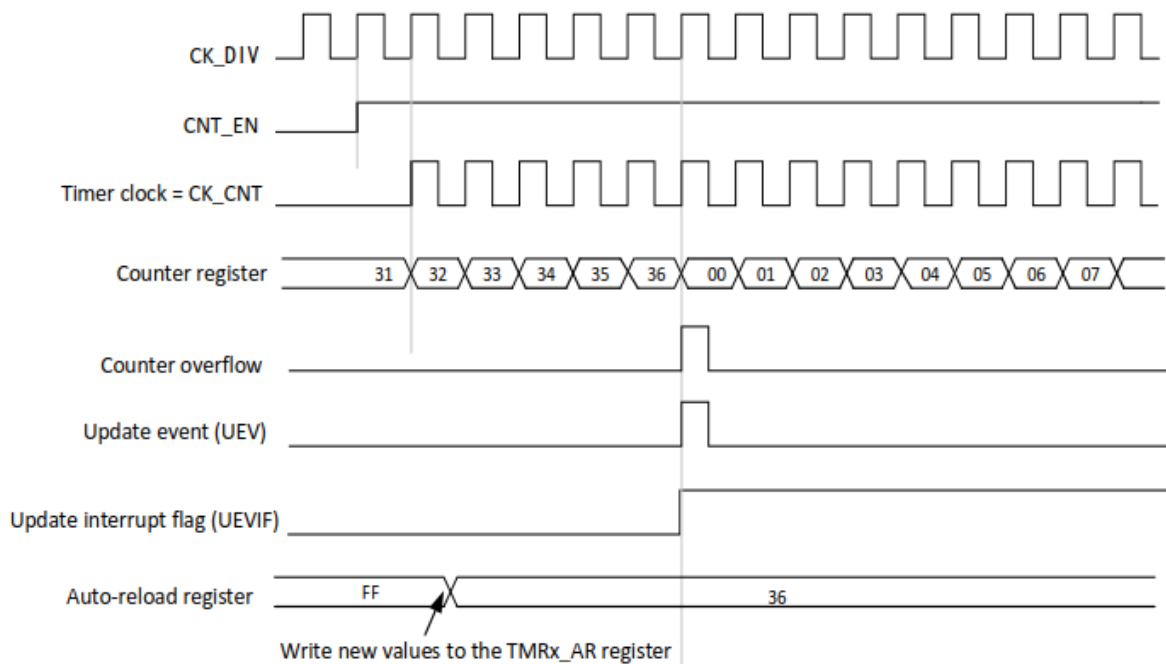 CK_DIV
CNT_EN
Timer clock = CK_CNT
Counter register 31 32 33 34 35 36 00 01 02 03 04 05 06 07
Counter overflow
Update event (UEV)
Update interrupt flag (UEVIF)
Auto-reload register FF 36
Write new values to the TMRx_AR register